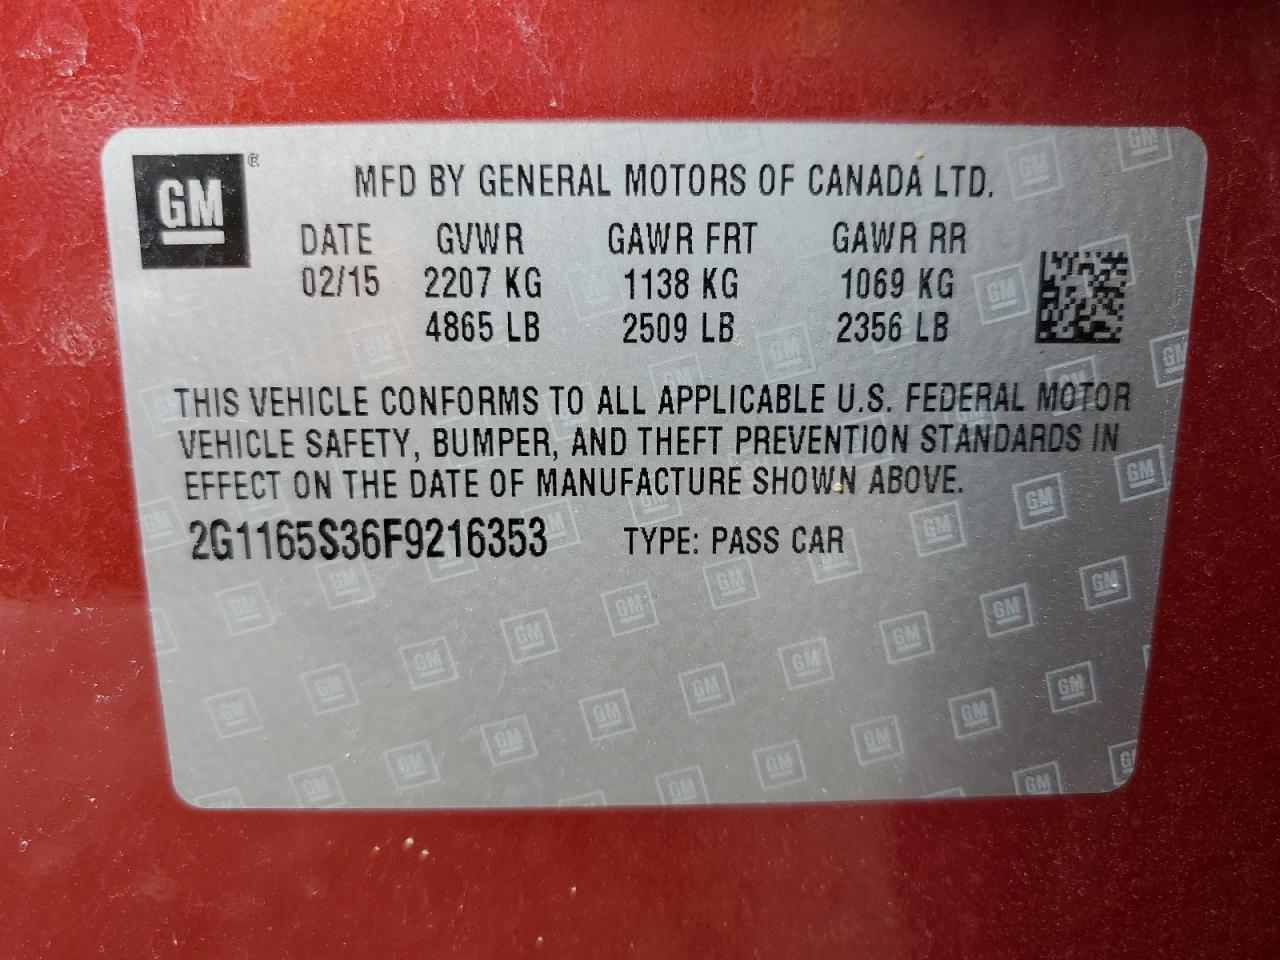 GM ®
MFD BY GENERAL MOTORS OF CANADA LTD.
DATE GVWR GAWR FRT GAWR RR
02/15 2207 KG 1138 KG 1069 KG
4865 LB 2509 LB 2356 LB
THIS VEHICLE CONFORMS TO ALL APPLICABLE U.S. FEDERAL MOTOR
VEHICLE SAFETY, BUMPER, AND THEFT PREVENTION STANDARDS IN
EFFECT ON THE DATE OF MANUFACTURE SHOWN ABOVE.
2G1165S36F9216353 TYPE: PASS CAR